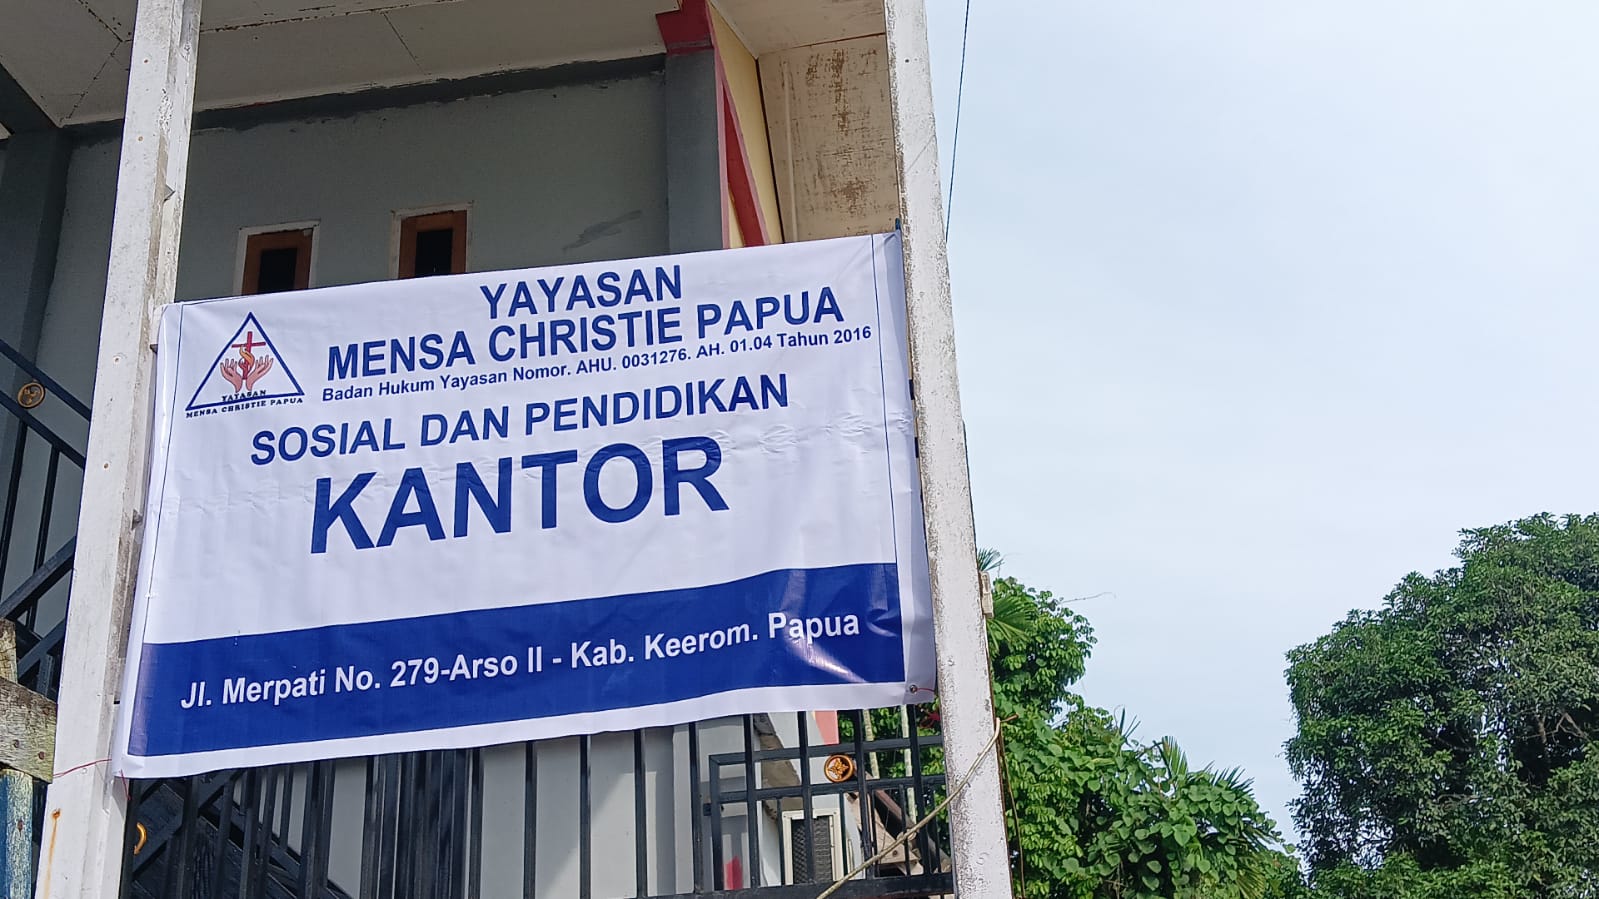 YAYASAN
MENSA CHRISTIE PAPUA
Badan Hukum Yayasan Nomor. AHU. 0031276. AH. 01.04 Tahun 2016
YAYASAN
MENSA CHRISTIE PAPUA
SOSIAL DAN PENDIDIKAN
KANTOR
Jl. Merpati No. 279-Arso II - Kab. Keerom. Papua